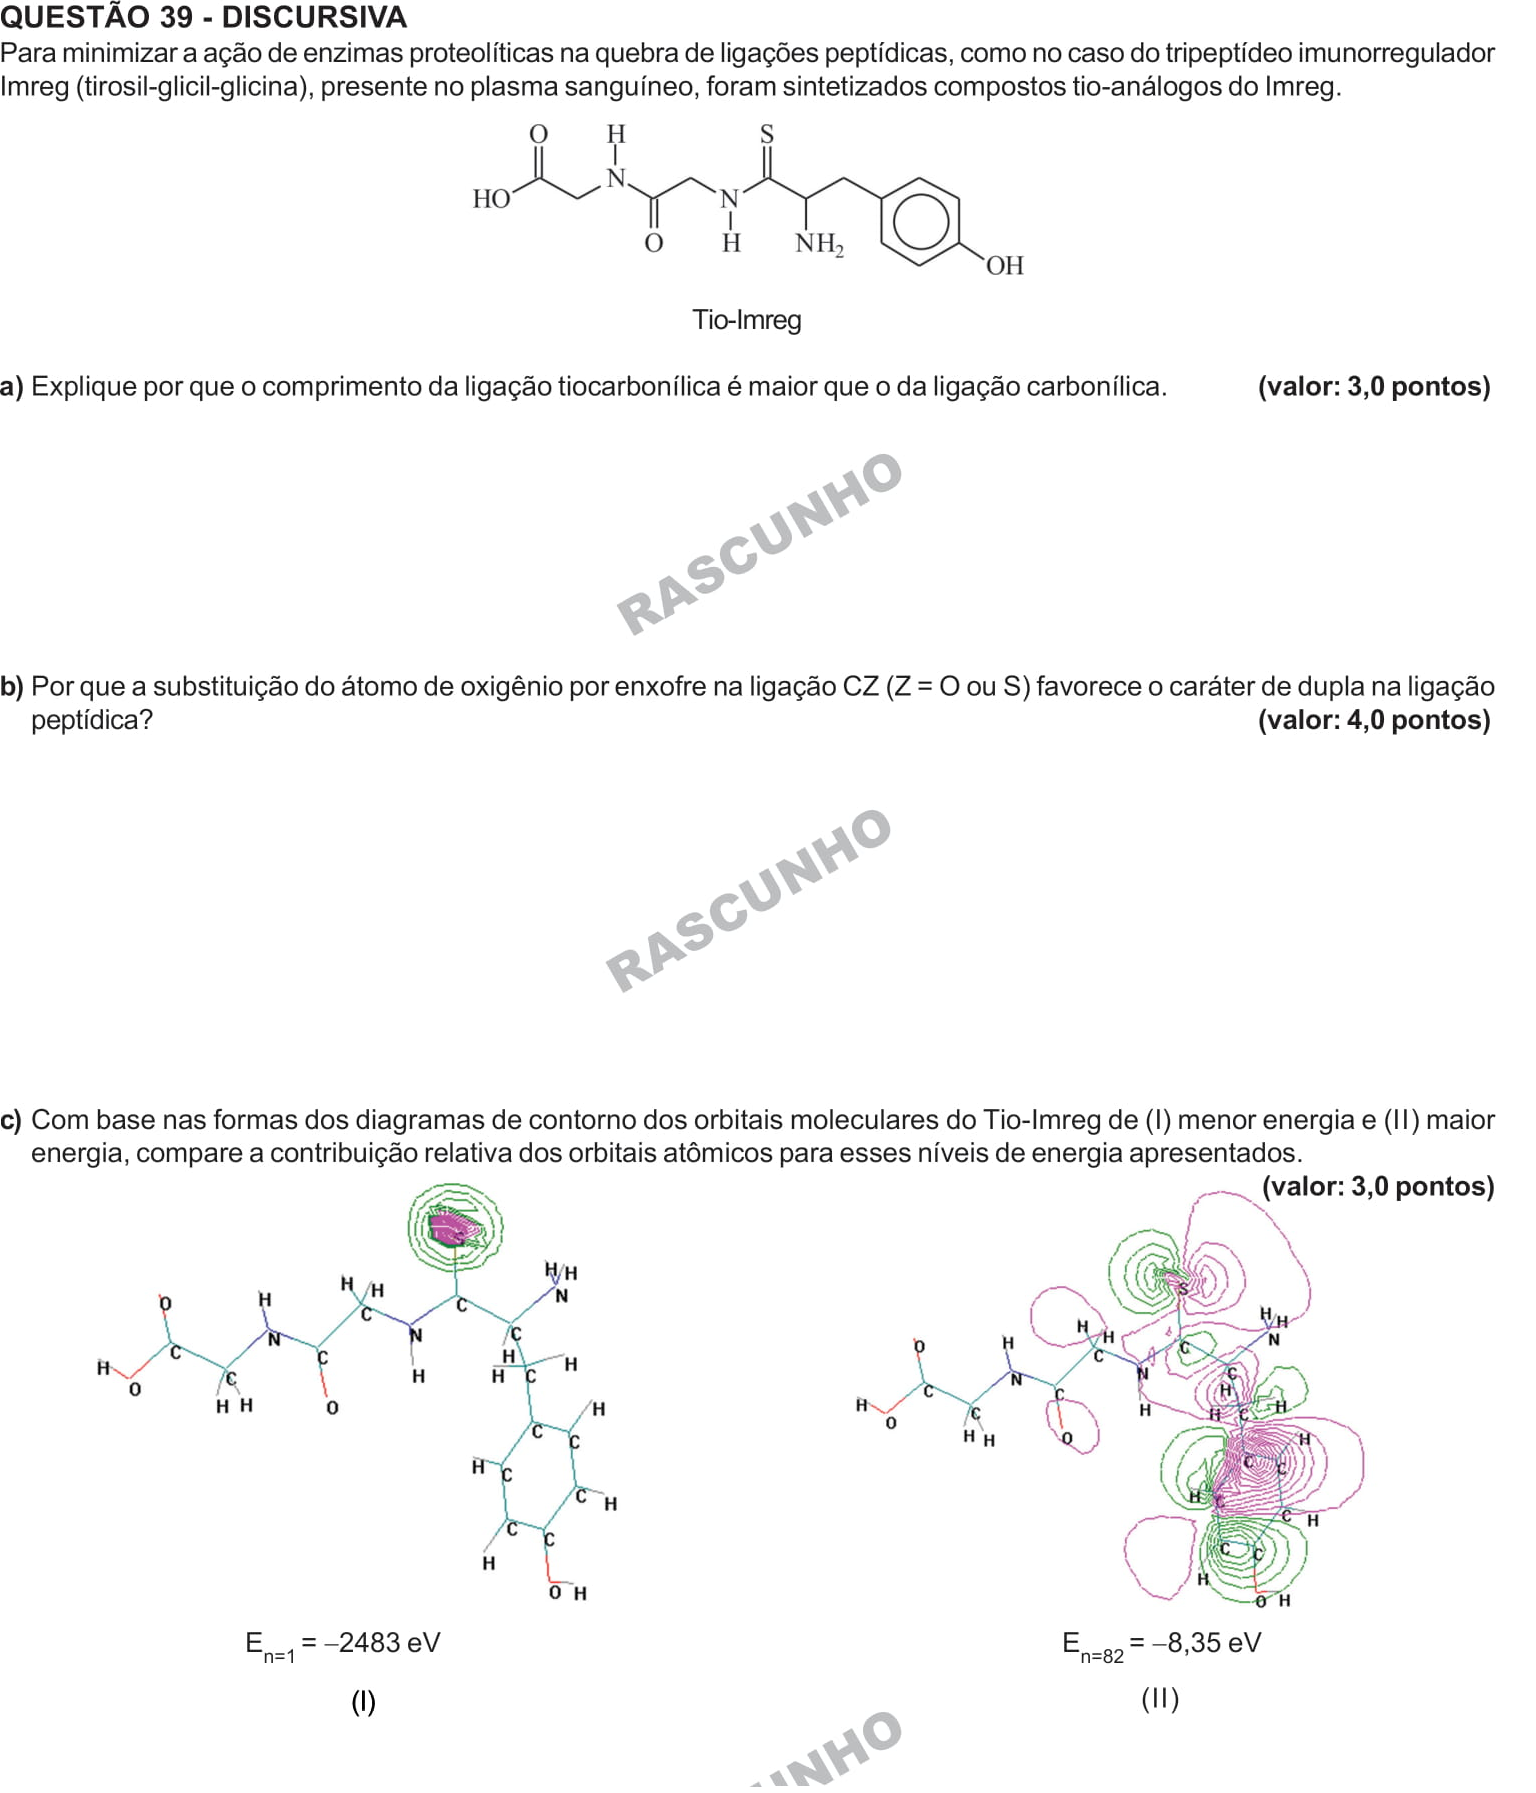 QUESTÃO 39 - DISCURSIVA
Para minimizar a ação de enzimas proteolíticas na quebra de ligações peptídicas, como no caso do tripeptídeo imunorregulador
Imreg (tirosil-glicil-glicina), presente no plasma sanguíneo, foram sintetizados compostos tio-análogos do Imreg.
O H S
N
HO N
O H NH2
OH
Tio-Imreg
a) Explique por que o comprimento da ligação tiocarbonílica é maior que o da ligação carbonílica. (valor: 3,0 pontos)
RASCUNHO
b) Por que a substituição do átomo de oxigênio por enxofre na ligação CZ (Z = O ou S) favorece o caráter de dupla na ligação
peptídica? (valor: 4,0 pontos)
RASCUNHO
c) Com base nas formas dos diagramas de contorno dos orbitais moleculares do Tio-Imreg de (I) menor energia e (II) maior
energia, compare a contribuição relativa dos orbitais atômicos para esses níveis de energia apresentados.
(valor: 3,0 pontos)
En=1 = –2483 eV En=82 = –8,35 eV
(I) (II)
UNHO